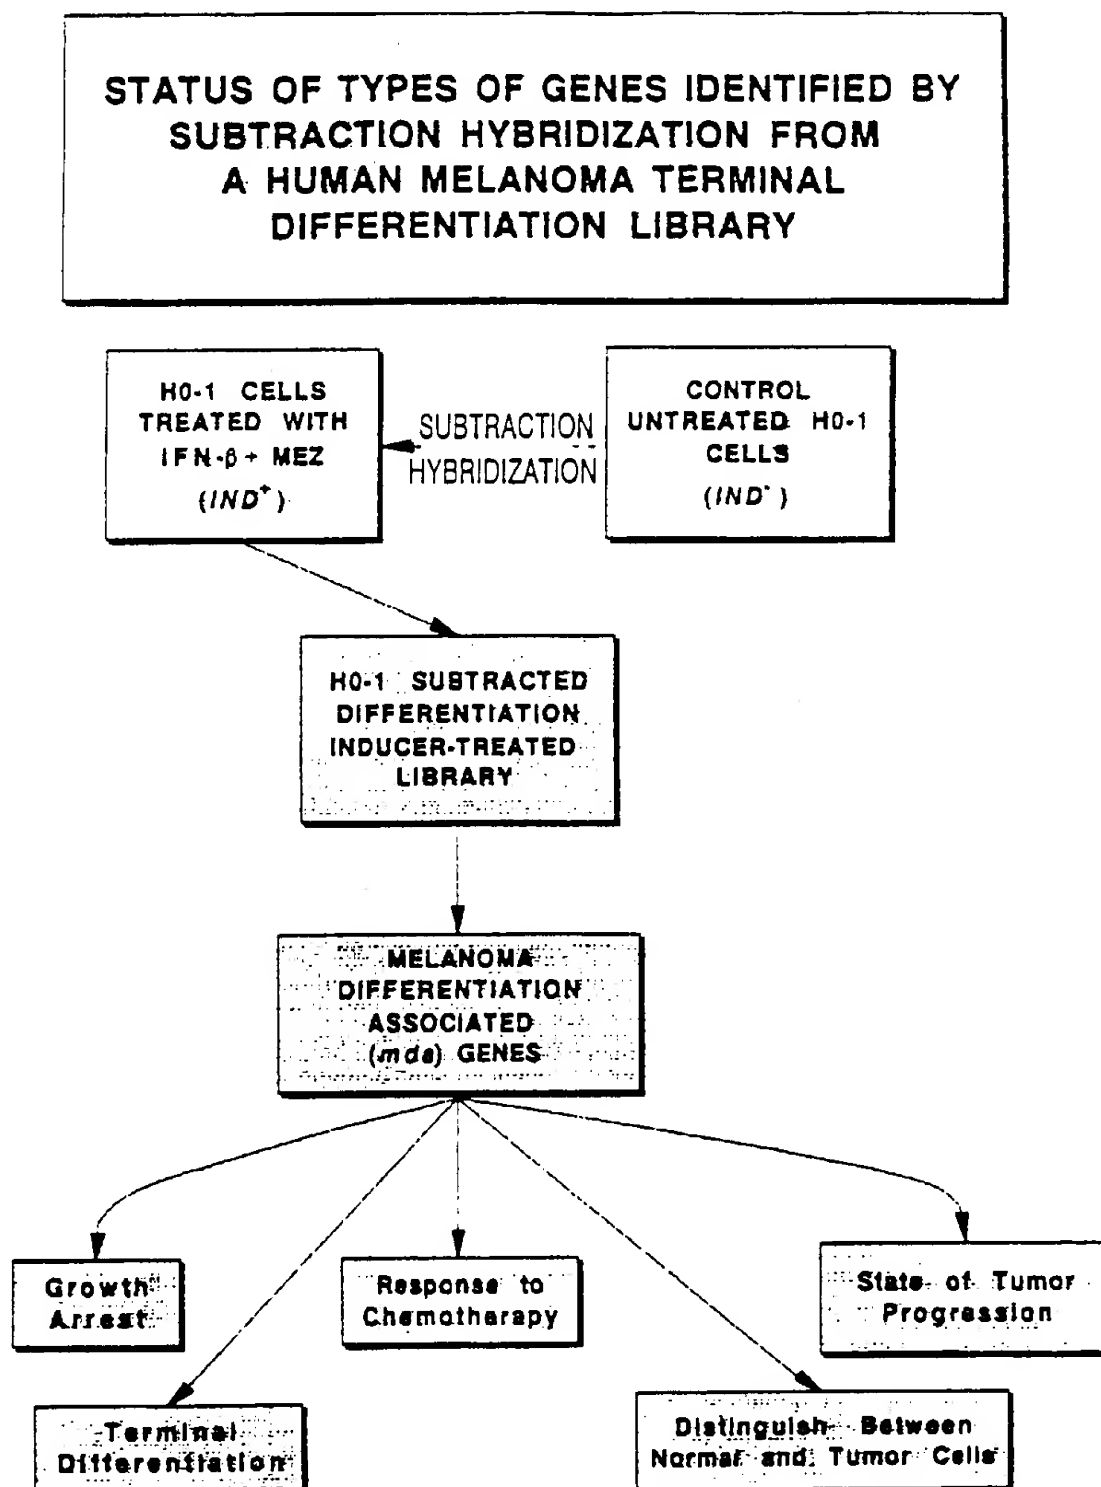 STATUS OF TYPES OF GENES IDENTIFIED BY
SUBTRACTION HYBRIDIZATION FROM
A HUMAN MELANOMA TERMINAL
DIFFERENTIATION LIBRARY
H0-1 CELLS
TREATED WITH
IFN-β + MEZ
(IND⁺)
SUBTRACTION
HYBRIDIZATION
CONTROL
UNTREATED H0-1
CELLS
(IND⁻)
H0-1 SUBTRACTED
DIFFERENTIATION
INDUCER-TREATED
LIBRARY
MELANOMA
DIFFERENTIATION
ASSOCIATED
(mda) GENES
Growth
Arrest
Response to
Chemotherapy
State of Tumor
Progression
Terminal
Differentiation
Distinguish Between
Normal and Tumor Cells